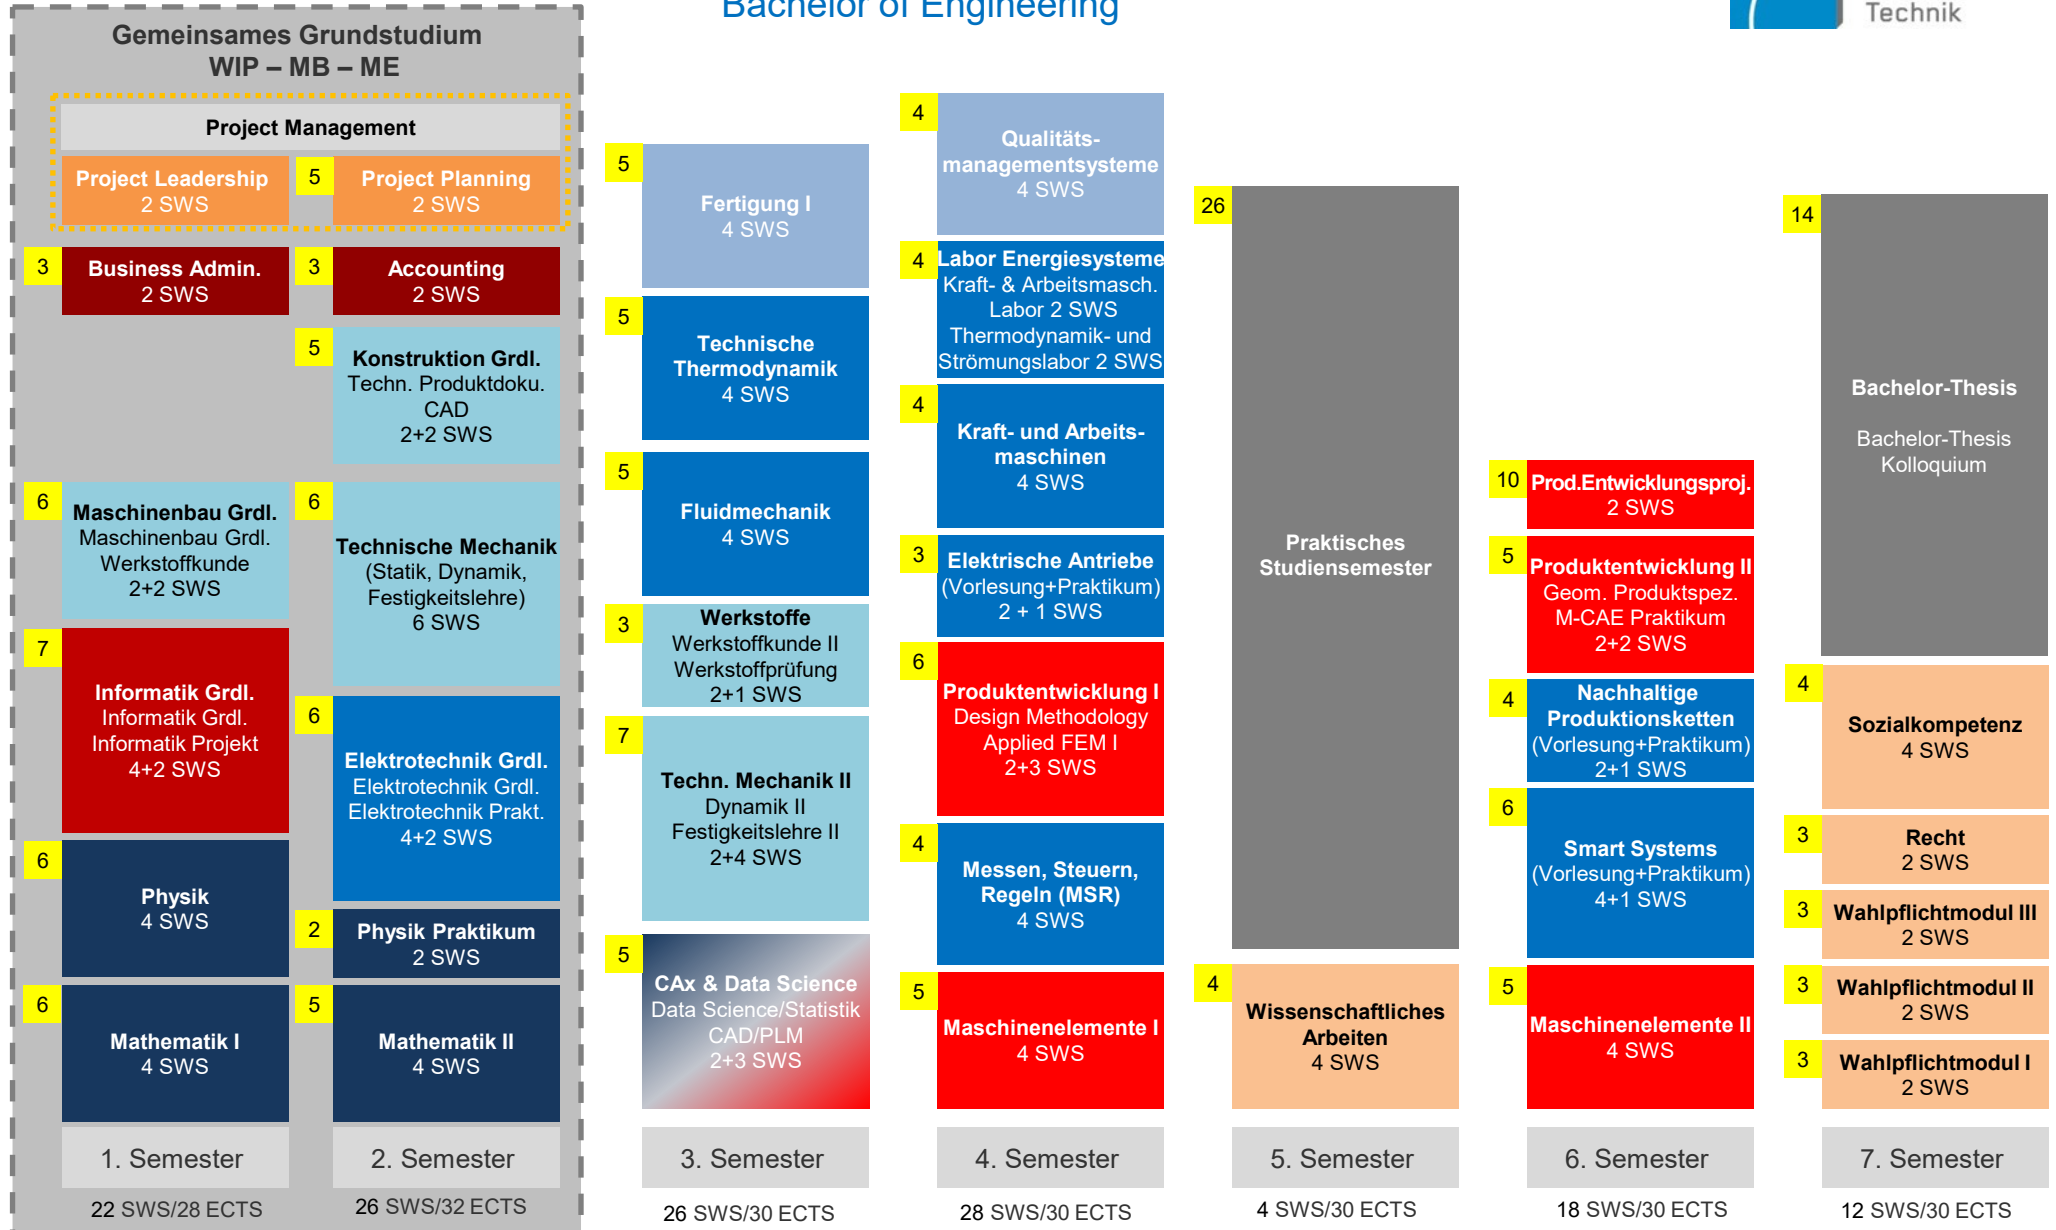 Bachelor of Engineering
Technik
Gemeinsames Grundstudium
WIP – MB – ME
Project Management
Project Leadership
2 SWS
5
Project Planning
2 SWS
3
Business Admin.
2 SWS
3
Accounting
2 SWS
5
Konstruktion Grdl.
Techn. Produktdoku.
CAD
2+2 SWS
6
Maschinenbau Grdl.
Maschinenbau Grdl.
Werkstoffkunde
2+2 SWS
6
Technische Mechanik
(Statik, Dynamik,
Festigkeitslehre)
6 SWS
7
Informatik Grdl.
Informatik Grdl.
Informatik Projekt
4+2 SWS
6
Elektrotechnik Grdl.
Elektrotechnik Grdl.
Elektrotechnik Prakt.
4+2 SWS
6
Physik
4 SWS
2
Physik Praktikum
2 SWS
6
Mathematik I
4 SWS
5
Mathematik II
4 SWS
1. Semester
22 SWS/28 ECTS
2. Semester
26 SWS/32 ECTS
5
Fertigung I
4 SWS
5
Technische
Thermodynamik
4 SWS
5
Fluidmechanik
4 SWS
3
Werkstoffe
Werkstoffkunde II
Werkstoffprüfung
2+1 SWS
7
Techn. Mechanik II
Dynamik II
Festigkeitslehre II
2+4 SWS
5
CAx & Data Science
Data Science/Statistik
CAD/PLM
2+3 SWS
3. Semester
26 SWS/30 ECTS
4
Qualitäts-
managementsysteme
4 SWS
4
Labor Energiesysteme
Kraft- & Arbeitsmasch.
Labor 2 SWS
Thermodynamik- und
Strömungslabor 2 SWS
4
Kraft- und Arbeits-
maschinen
4 SWS
3
Elektrische Antriebe
(Vorlesung+Praktikum)
2 + 1 SWS
6
Produktentwicklung I
Design Methodology
Applied FEM I
2+3 SWS
4
Messen, Steuern,
Regeln (MSR)
4 SWS
5
Maschinenelemente I
4 SWS
4. Semester
28 SWS/30 ECTS
26
Praktisches
Studiensemester
4
Wissenschaftliches
Arbeiten
4 SWS
5. Semester
4 SWS/30 ECTS
10
Prod.Entwicklungsproj.
2 SWS
5
Produktentwicklung II
Geom. Produktspez.
M-CAE Praktikum
2+2 SWS
4
Nachhaltige
Produktionsketten
(Vorlesung+Praktikum)
2+1 SWS
6
Smart Systems
(Vorlesung+Praktikum)
4+1 SWS
5
Maschinenelemente II
4 SWS
6. Semester
18 SWS/30 ECTS
14
Bachelor-Thesis
Bachelor-Thesis
Kolloquium
4
Sozialkompetenz
4 SWS
3
Recht
2 SWS
3
Wahlpflichtmodul III
2 SWS
3
Wahlpflichtmodul II
2 SWS
3
Wahlpflichtmodul I
2 SWS
7. Semester
12 SWS/30 ECTS